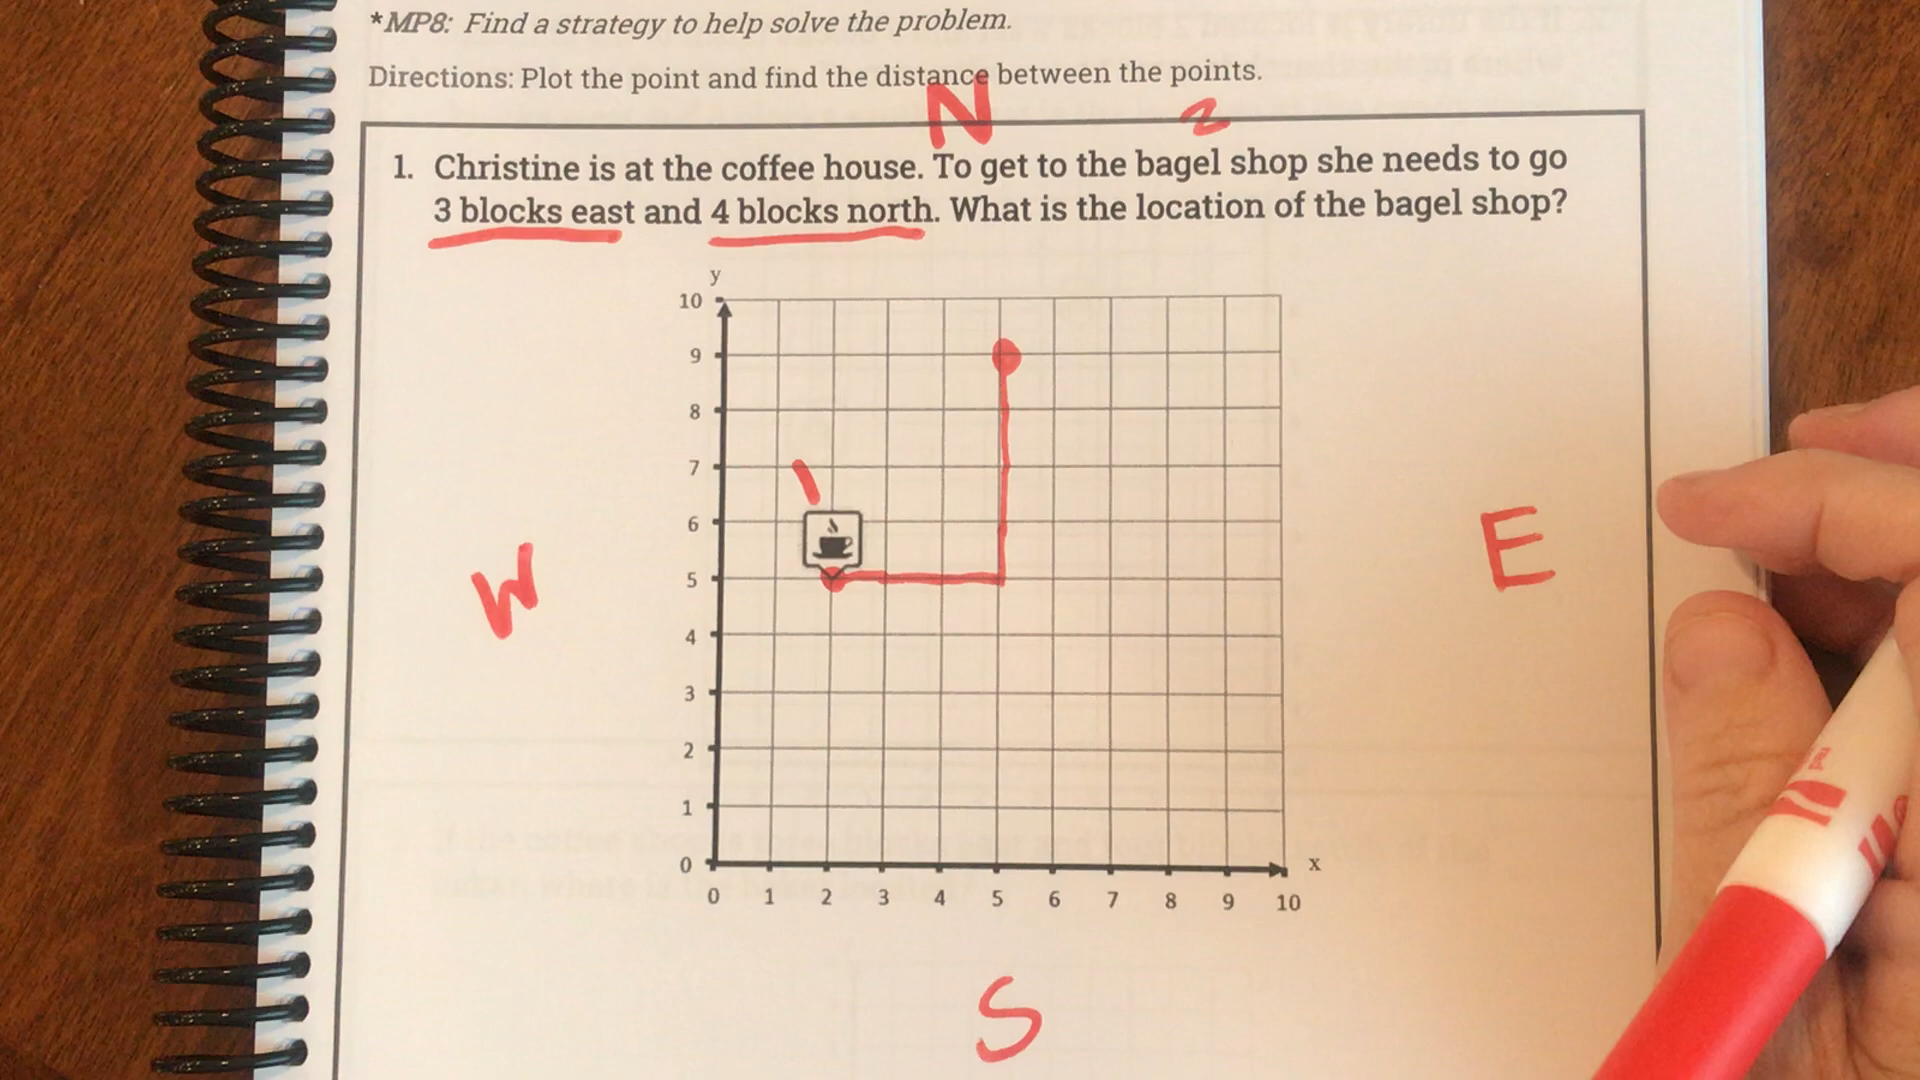 *MP8: Find a strategy to help solve the problem.
Directions: Plot the point and find the distance between the points.
N
2
1. Christine is at the coffee house. To get to the bagel shop she needs to go
3 blocks east and 4 blocks north. What is the location of the bagel shop?
y
10
9
8
7
1
6
E
W
5
4
3
2
1
0
x
0 1 2 3 4 5 6 7 8 9 10
S